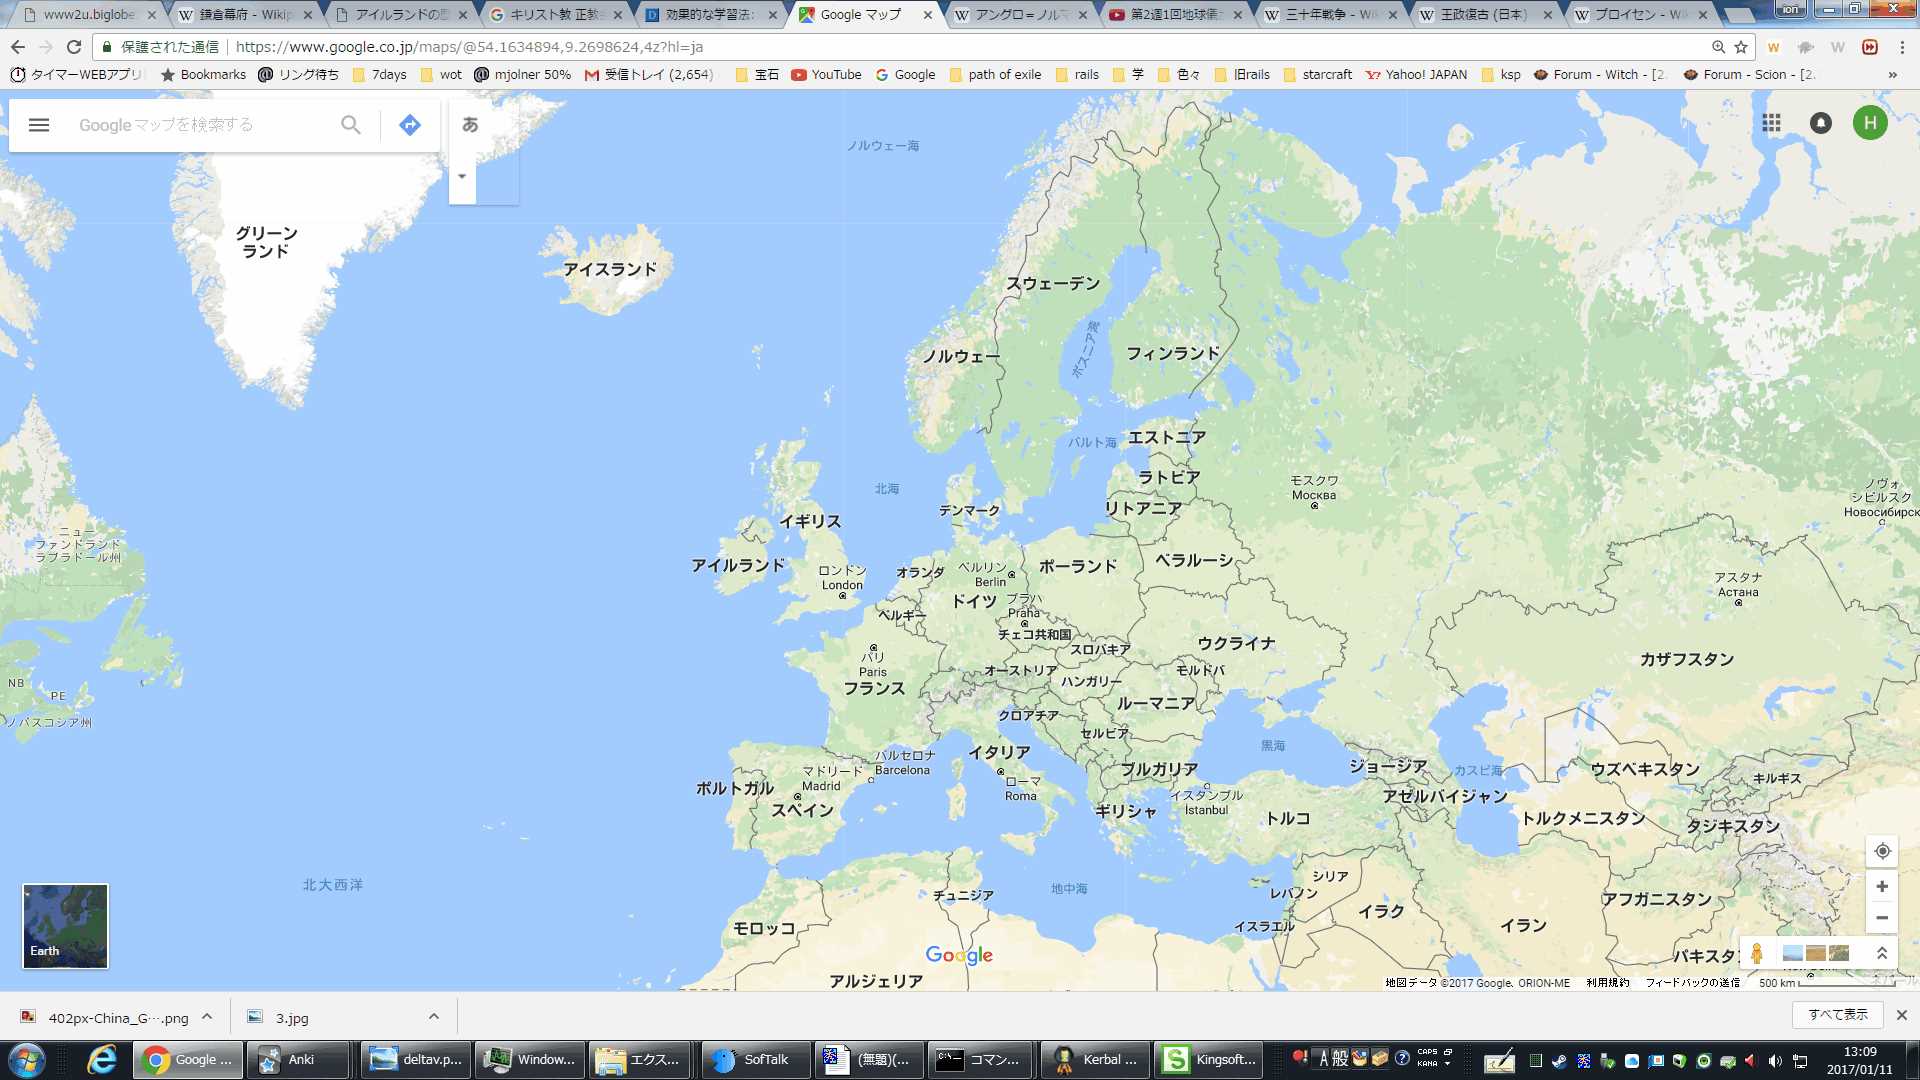 www2u.biglobe
鎌倉幕府 - Wikip
アイルランドの歴
キリスト教 正教会
効果的な学習法:
Google マップ
アングロ＝ノルマ
第2週1回地球儀力
三十年戦争 - Wik
王政復古 (日本)
プロイセン - Wiki
ion
保護された通信
https://www.google.co.jp/maps/@54.1634894,9.2698624,4z?hl=ja
タイマーWEBアプリ
Bookmarks
リング待ち
7days
wot
mjolner 50%
受信トレイ (2,654)
宝石
YouTube
Google
path of exile
rails
学
色々
旧rails
starcraft
Yahoo! JAPAN
ksp
Forum - Witch - [2.
Forum - Scion - [2.
»
Google マップを検索する
あ
H
ノルウェー海
グリーン
ランド
アイスランド
スウェーデン
ノルウェー
ボスニア湾
フィンランド
バルト海
エストニア
ラトビア
リトアニア
モスクワ
Москва
ノヴォ
シビルスク
Новосибирск
北海
デンマーク
イギリス
アイルランド
ロンドン
London
オランダ
ベルリン
Berlin
ポーランド
ベラルーシ
ニュー
ファンドランド
ラブラドール州
ベルギー
ドイツ
プラハ
Praha
チェコ共和国
スロバキア
ウクライナ
アスタナ
Астана
カザフスタン
パリ
Paris
フランス
オーストリア
ハンガリー
モルドバ
ルーマニア
NB
PE
ノバスコシア州
クロアチア
セルビア
イタリア
黒海
ジョージア
カスピ海
ウズベキスタン
キルギス
バルセロナ
Barcelona
マドリード
Madrid
ポルトガル
スペイン
ローマ
Roma
ブルガリア
イスタンブル
İstanbul
ギリシャ
トルコ
アゼルバイジャン
トルクメニスタン
タジキスタン
北大西洋
チュニジア
地中海
シリア
レバノン
イスラエル
イラク
イラン
アフガニスタン
モロッコ
アルジェリア
パキスタ
Google
Earth
地図データ ©2017 Google, ORION-ME
利用規約
フィードバックの送信
500 km
402px-China_G….png
3.jpg
すべて表示
Google ...
Anki
deltav.p...
Window...
エクス...
SofTalk
(無題)(...
コマン...
Kerbal ...
Kingsoft...
A 般
CAPS
KANA
13:09
2017/01/11